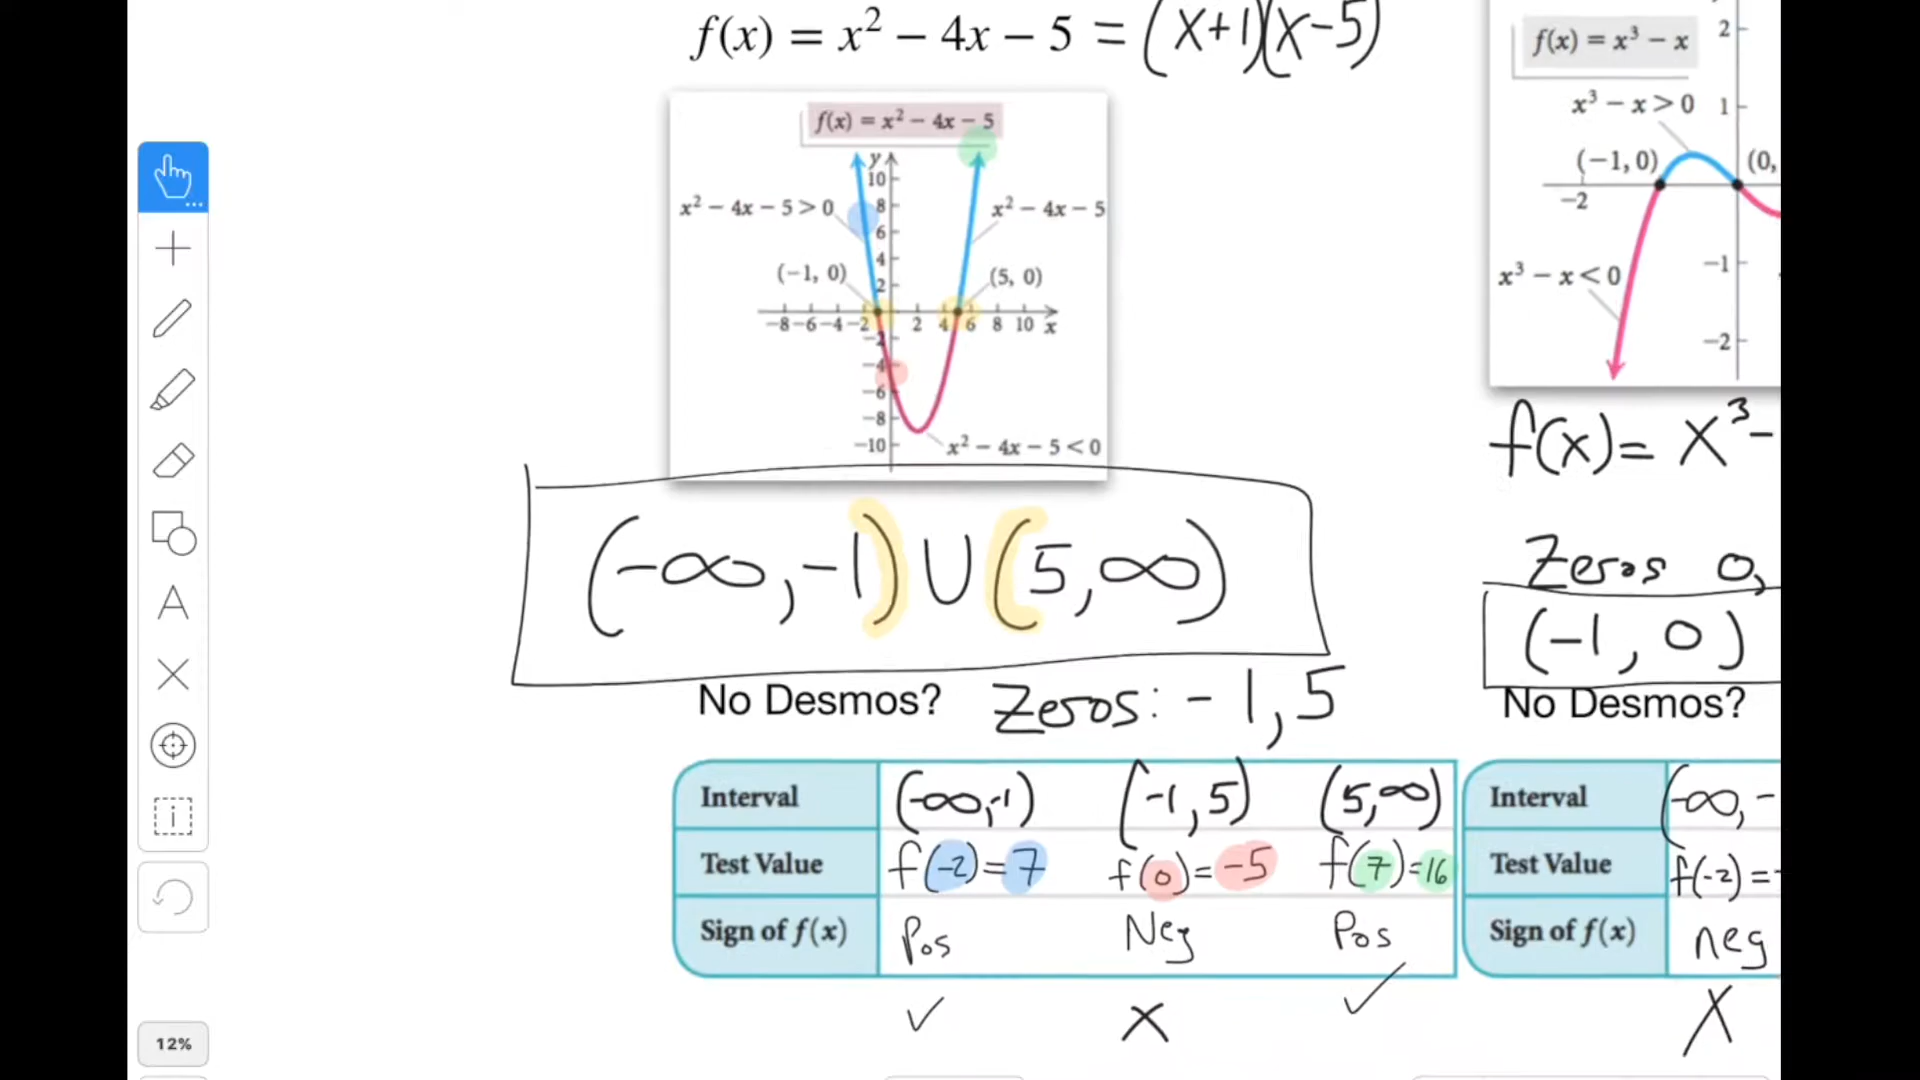 f(x) = x² − 4x − 5 = (x+1)(x−5)
f(x) = x² − 4x − 5
y
10
8
6
4
2
x² − 4x − 5 > 0
x² − 4x − 5
(−1, 0)
(5, 0)
−8 −6 −4 −2 2 4 6 8 10 x
−2
−4
−6
−8
−10
x² − 4x − 5 < 0
(-∞, -1) ∪ (5, ∞)
No Desmos? Zeros: -1, 5
Interval (-∞,-1) (-1,5) (5,∞)
Test Value f(-2)=7 f(0)=-5 f(7)=16
Sign of f(x) Pos Neg Pos
✓ X ✓
f(x) = x³ − x
2
x³ − x > 0 1
(−1, 0) (0,
−2
−1
x³ − x < 0
−2
f(x)= x³-
Zeros 0,
(-1, 0)
No Desmos?
Interval (-∞, -
Test Value f(-2)=-
Sign of f(x) neg
X
12%